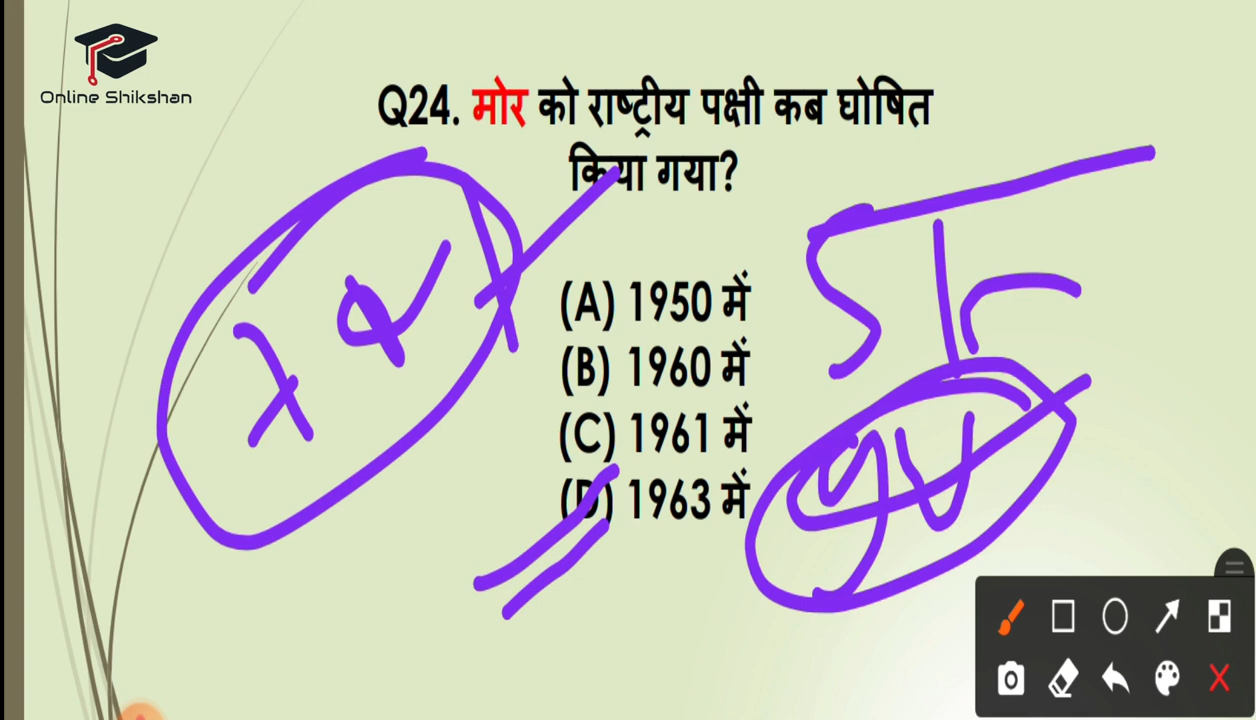 Online Shikshan
Q24. मोर को राष्ट्रीय पक्षी कब घोषित
किया गया?
(A) 1950 में
(B) 1960 में
(C) 1961 में
(D) 1963 में